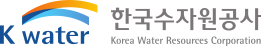 K water
한국수자원공사
Korea Water Resources Corporation